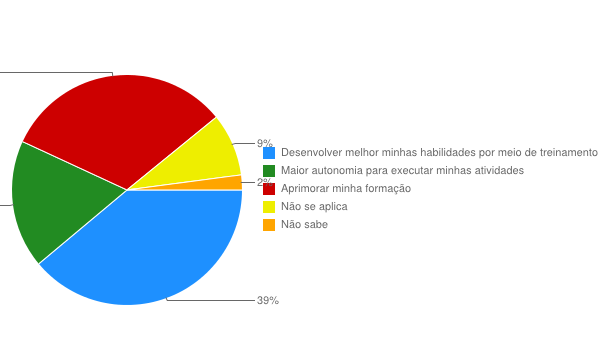 9%
Desenvolver melhor minhas habilidades por meio de treinamento
Maior autonomia para executar minhas atividades
2%
Aprimorar minha formação
Não se aplica
Não sabe
39%